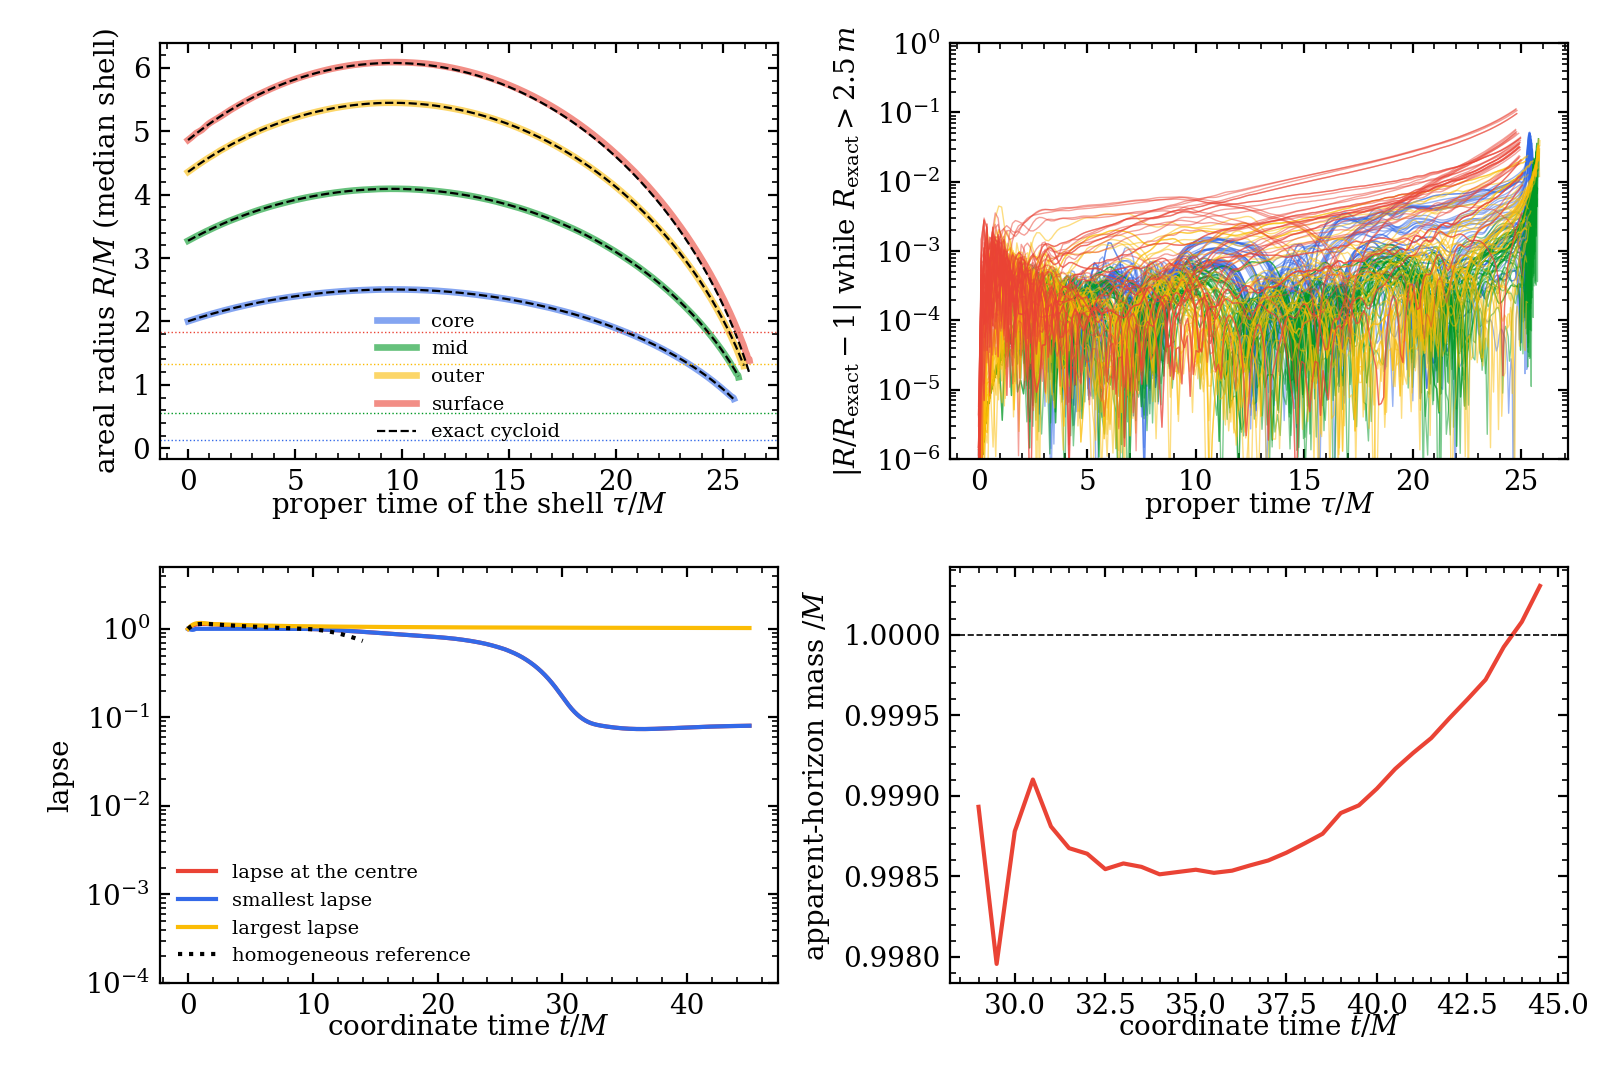 areal radius R/M (median shell)
6
5
4
3
2
1
0
core
mid
outer
surface
exact cycloid
0 5 10 15 20 25
proper time of the shell τ/M
|R/R_exact − 1| while R_exact > 2.5 m
10^0
10^-1
10^-2
10^-3
10^-4
10^-5
10^-6
0 5 10 15 20 25
proper time τ/M
lapse
10^0
10^-1
10^-2
10^-3
10^-4
lapse at the centre
smallest lapse
largest lapse
homogeneous reference
0 10 20 30 40
coordinate time t/M
apparent-horizon mass /M
1.0000
0.9995
0.9990
0.9985
0.9980
30.0 32.5 35.0 37.5 40.0 42.5 45.0
coordinate time t/M